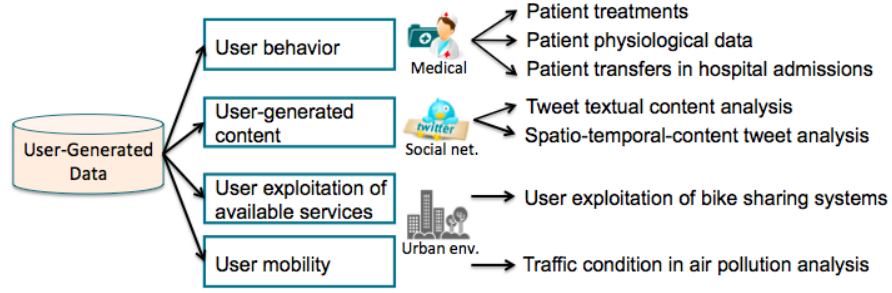 User-Generated
Data
User behavior
Medical
Patient treatments
Patient physiological data
Patient transfers in hospital admissions
User-generated
content
twitter
Social net.
Tweet textual content analysis
Spatio-temporal-content tweet analysis
User exploitation of
available services
Urban env.
User exploitation of bike sharing systems
User mobility
Traffic condition in air pollution analysis